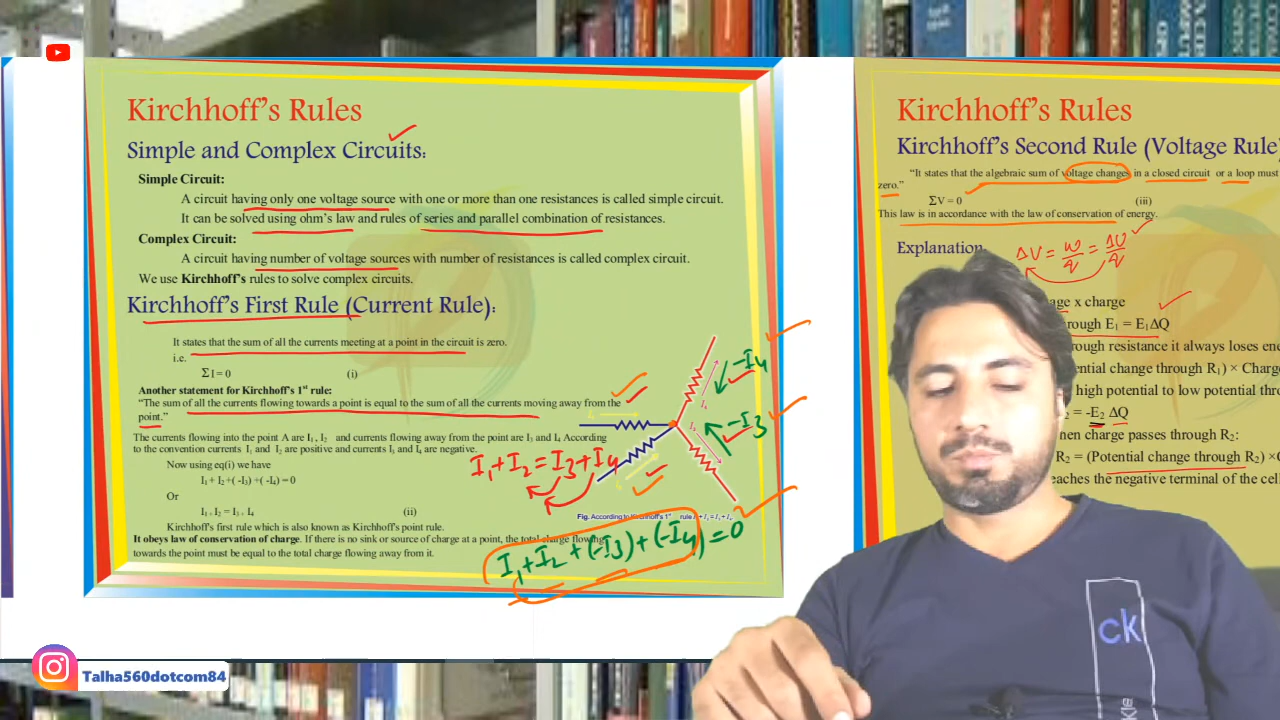 Kirchhoff's Rules
Simple and Complex Circuits:
Simple Circuit:
A circuit having only one voltage source with one or more than one resistances is called simple circuit.
It can be solved using ohm's law and rules of series and parallel combination of resistances.
Complex Circuit:
A circuit having number of voltage sources with number of resistances is called complex circuit.
We use Kirchhoff's rules to solve complex circuits.
Kirchhoff's First Rule (Current Rule):
It states that the sum of all the currents meeting at a point in the circuit is zero.
i.e.
ΣI = 0 (i)
Another statement for Kirchhoff's 1st rule:
"The sum of all the currents flowing towards a point is equal to the sum of all the currents moving away from the
point."
The currents flowing into the point A are I₁, I₂ and currents flowing away from the point are I₃ and I₄ According
to the convention currents I₁ and I₂ are positive and currents I₃ and I₄ are negative.
Now using eq(i) we have
I₁ + I₂ +( -I₃) +( -I₄) = 0
Or
(ii)
Kirchhoff's first rule which is also known as Kirchhoff's point rule.
It obeys law of conservation of charge. If there is no sink or source of charge at a point, the total charge flowing
towards the point must be equal to the total charge flowing away from it.
-I₄
-I₃
I₁+I₂ = I₃+I₄
Fig. According to Kirchhoff's 1st rule
I₁+I₂ +(-I₃)+(-I₄)=0
Kirchhoff's Rules
Kirchhoff's Second Rule (Voltage Rule)
"It states that the algebraic sum of voltage changes in a closed circuit or a loop must
zero."
ΣV = 0 (iii)
This law is in accordance with the law of conservation of energy.
Explanation
ΔV = w/q = ΔU/q
age x charge
rough E₁ = E₁ΔQ
rough resistance it always loses ene
ential change through R₁) × Charg
high potential to low potential thro
= -E₂ ΔQ
hen charge passes through R₂:
R₂ = (Potential change through R₂) ×C
eaches the negative terminal of the cel
ck
Talha560dotcom84